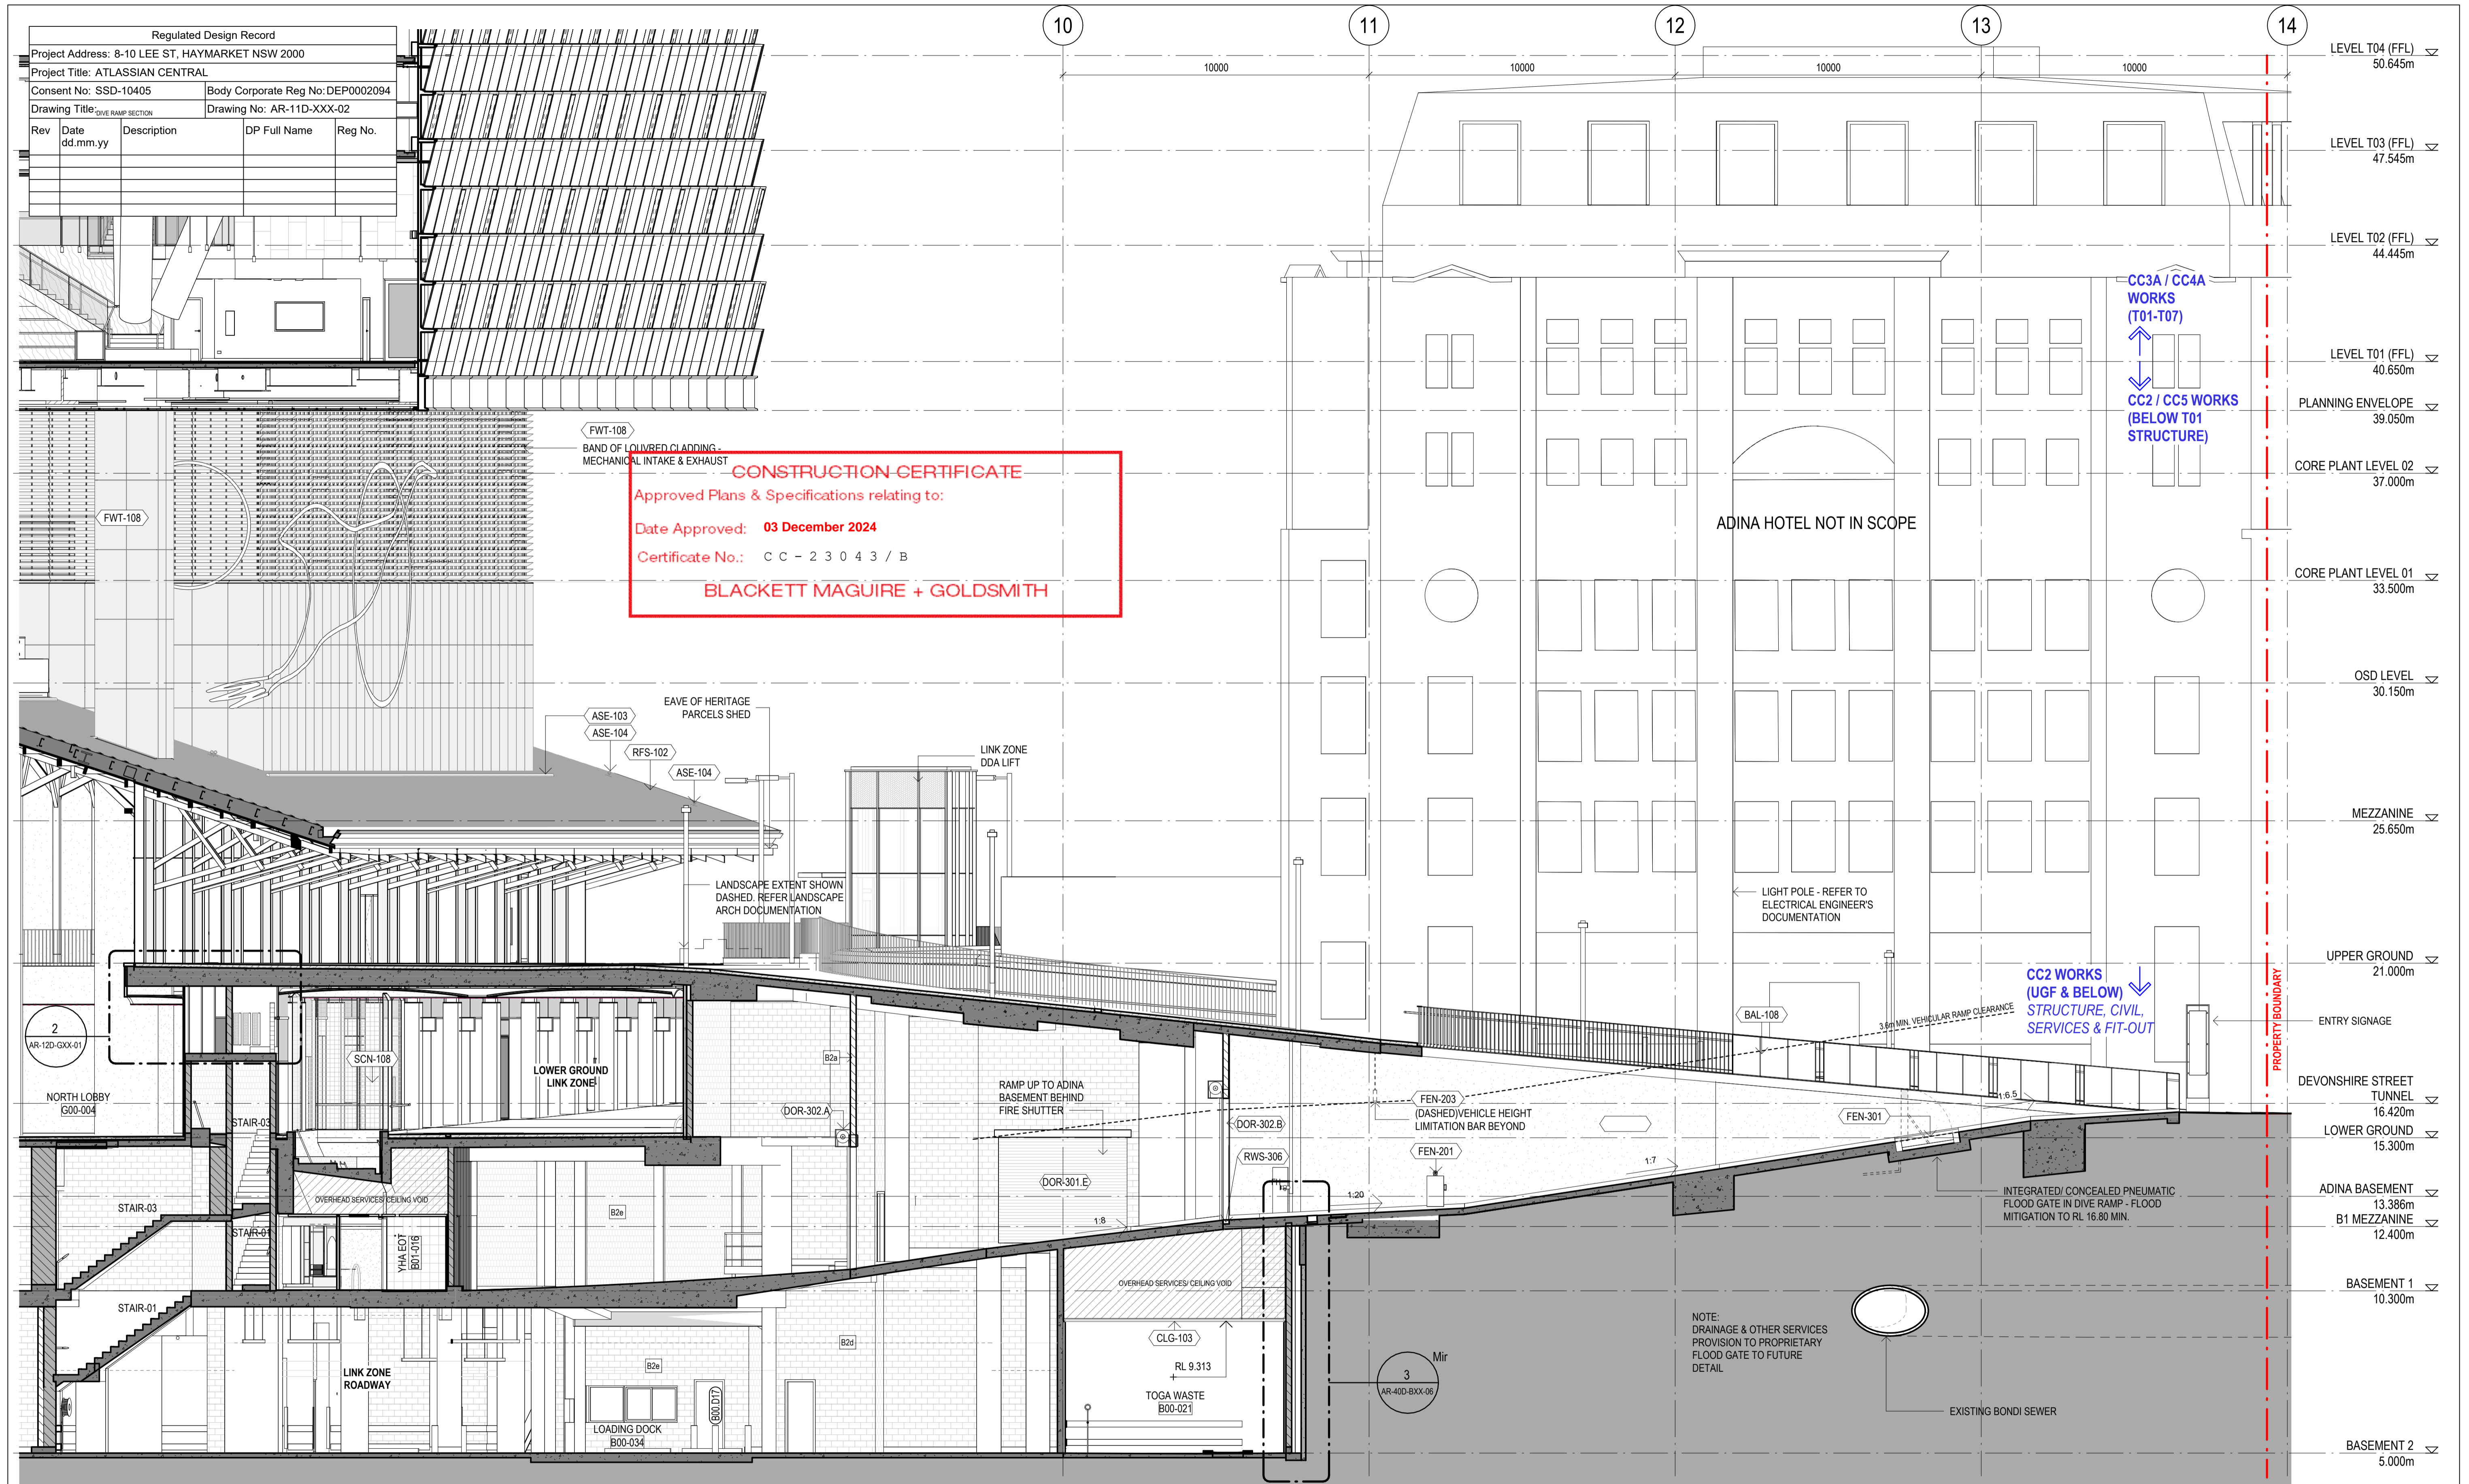 Regulated Design Record
Project Address: 8-10 LEE ST, HAYMARKET NSW 2000
Project Title: ATLASSIAN CENTRAL
Consent No: SSD-10405
Body Corporate Reg No: DEP0002094
Drawing Title: DIVE RAMP SECTION
Drawing No: AR-11D-XXX-02
Rev
Date dd.mm.yy
Description
DP Full Name
Reg No.
10
11
12
13
14
10000
10000
10000
10000
LEVEL T04 (FFL)
50.645m
LEVEL T03 (FFL)
47.545m
LEVEL T02 (FFL)
44.445m
CC3A / CC4A
WORKS
(T01-T07)
LEVEL T01 (FFL)
40.650m
CC2 / CC5 WORKS
(BELOW T01
STRUCTURE)
PLANNING ENVELOPE
39.050m
FWT-108
BAND OF LOUVRED CLADDING -
MECHANICAL INTAKE & EXHAUST
CONSTRUCTION CERTIFICATE
Approved Plans & Specifications relating to:
Date Approved: 03 December 2024
Certificate No.: CC-23043/B
BLACKETT MAGUIRE + GOLDSMITH
CORE PLANT LEVEL 02
37.000m
FWT-108
ADINA HOTEL NOT IN SCOPE
CORE PLANT LEVEL 01
33.500m
OSD LEVEL
30.150m
EAVE OF HERITAGE
PARCELS SHED
ASE-103
ASE-104
RFS-102
ASE-104
LINK ZONE
DDA LIFT
MEZZANINE
25.650m
LANDSCAPE EXTENT SHOWN
DASHED. REFER LANDSCAPE
ARCH DOCUMENTATION
LIGHT POLE - REFER TO
ELECTRICAL ENGINEER'S
DOCUMENTATION
UPPER GROUND
21.000m
CC2 WORKS
(UGF & BELOW)
STRUCTURE, CIVIL,
SERVICES & FIT-OUT
PROPERTY BOUNDARY
ENTRY SIGNAGE
BAL-108
3.6m MIN. VEHICULAR RAMP CLEARANCE
2
AR-12D-GXX-01
SCN-108
LOWER GROUND
LINK ZONE
B2a
RAMP UP TO ADINA
BASEMENT BEHIND
FIRE SHUTTER
NORTH LOBBY
G00-004
STAIR-03
DOR-302.A
DOR-302.B
FEN-203
(DASHED)VEHICLE HEIGHT
LIMITATION BAR BEYOND
FEN-301
1:6.5
DEVONSHIRE STREET
TUNNEL
16.420m
LOWER GROUND
15.300m
RWS-306
FEN-201
1:7
DOR-301.E
1:20
1:8
OVERHEAD SERVICES/ CEILING VOID
STAIR-03
STAIR-01
YHA EOT
B01-016
B2e
INTEGRATED/ CONCEALED PNEUMATIC
FLOOD GATE IN DIVE RAMP - FLOOD
MITIGATION TO RL 16.80 MIN.
ADINA BASEMENT
13.386m
B1 MEZZANINE
12.400m
OVERHEAD SERVICES/ CEILING VOID
BASEMENT 1
10.300m
STAIR-01
CLG-103
B2d
B2e
RL 9.313
TOGA WASTE
B00-021
LINK ZONE
ROADWAY
B00.D17
LOADING DOCK
B00-034
3
AR-40D-BXX-06
Mir
NOTE:
DRAINAGE & OTHER SERVICES
PROVISION TO PROPRIETARY
FLOOD GATE TO FUTURE
DETAIL
EXISTING BONDI SEWER
BASEMENT 2
5.000m